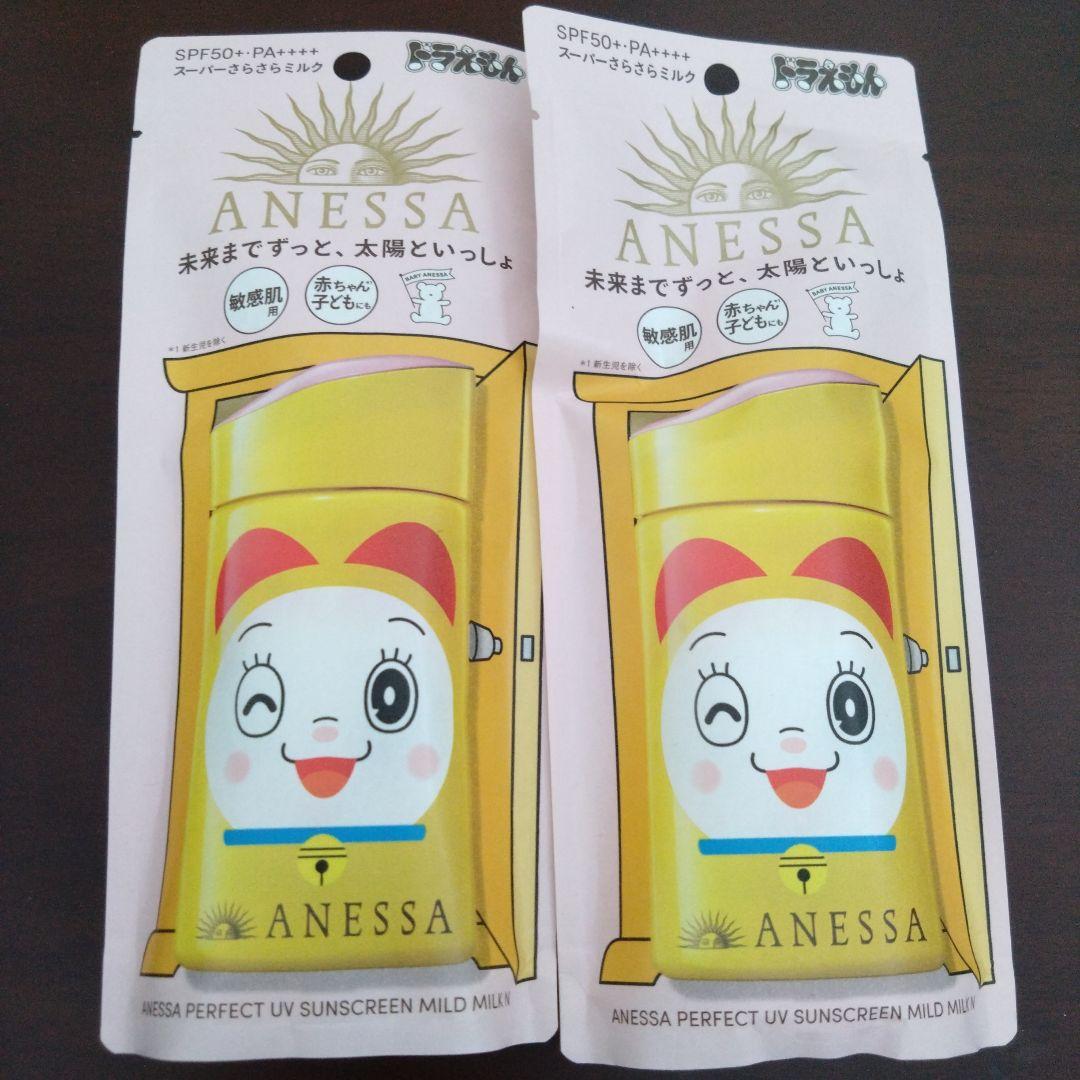 SPF50+・PA++++
スーパーさらさらミルク
ドラえもん
ANESSA
未来までずっと、太陽といっしょ
敏感肌用
赤ちゃん*1
子どもにも
BABY ANESSA
*1 新生児を除く
ANESSA
ANESSA PERFECT UV SUNSCREEN MILD MILK N
SPF50+・PA++++
スーパーさらさらミルク
ドラえもん
ANESSA
未来までずっと、太陽といっしょ
敏感肌用
赤ちゃん*1
子どもにも
BABY ANESSA
*1 新生児を除く
ANESSA
ANESSA PERFECT UV SUNSCREEN MILD MILK N